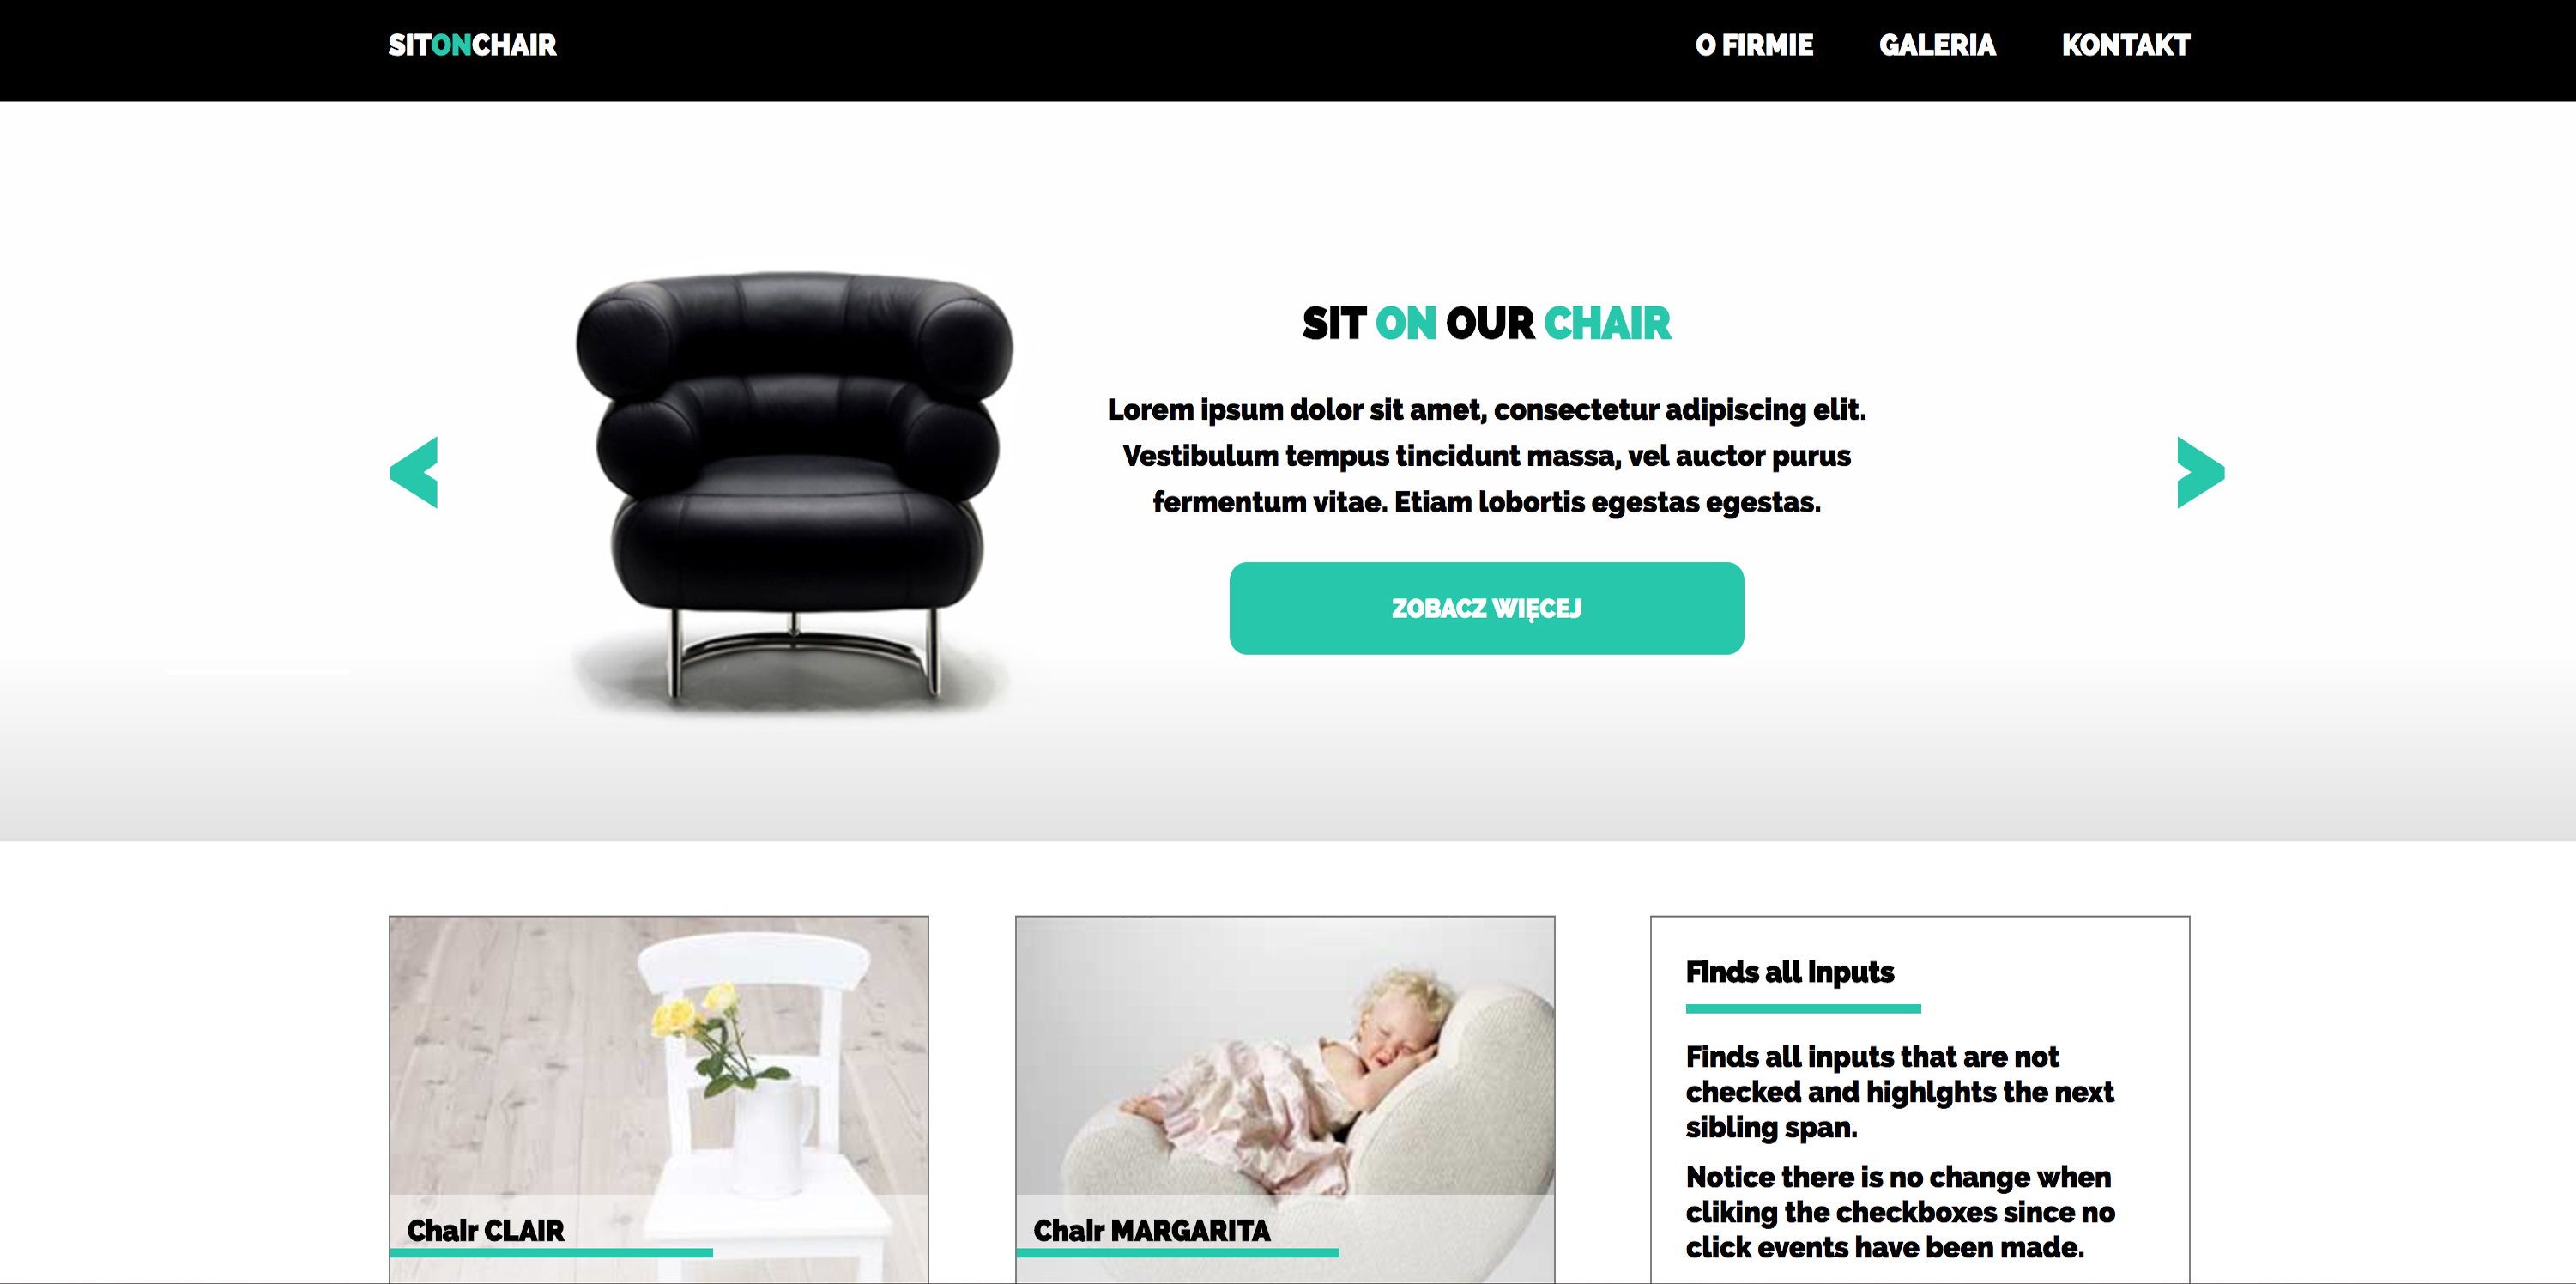 SITONCHAIR
O FIRMIE GALERIA KONTAKT
SIT ON OUR CHAIR
Lorem ipsum dolor sit amet, consectetur adipiscing elit.
Vestibulum tempus tincidunt massa, vel auctor purus
fermentum vitae. Etiam lobortis egestas egestas.
< >
ZOBACZ WIĘCEJ
Chair CLAIR
Chair MARGARITA
Finds all inputs
Finds all inputs that are not
checked and highlghts the next
sibling span.
Notice there is no change when
cliking the checkboxes since no
click events have been made.